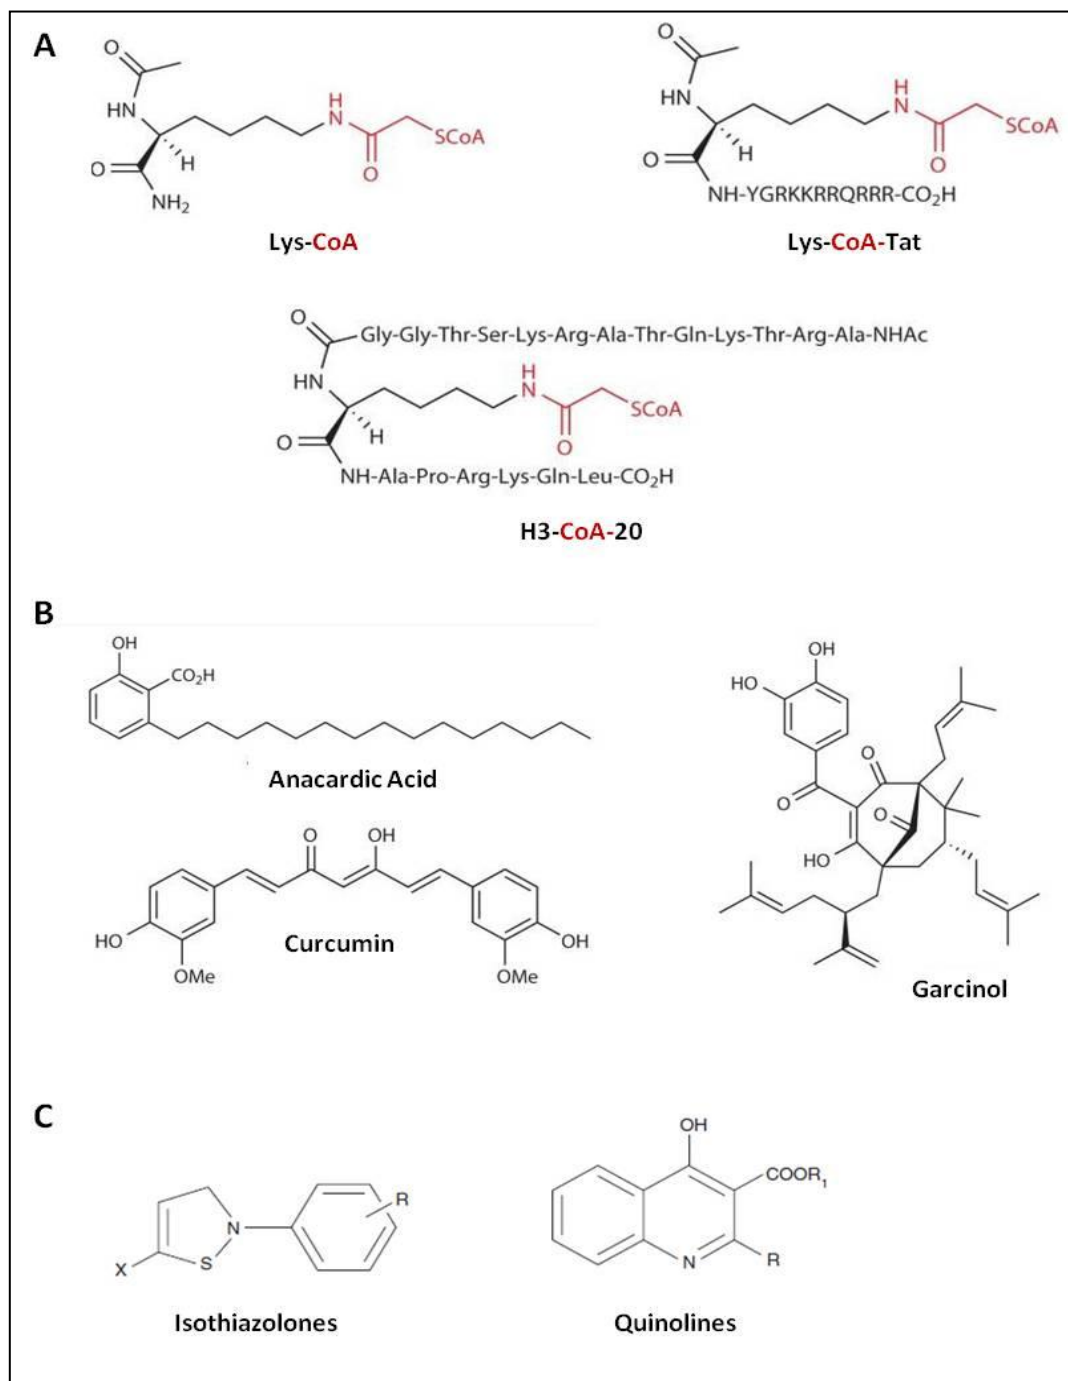 A
O
HN
O
H
NH₂
H
N
O
SCoA
Lys-CoA
O
HN
O
H
H
N
O
SCoA
NH-YGRKKRRQRRR-CO₂H
Lys-CoA-Tat
O
Gly-Gly-Thr-Ser-Lys-Arg-Ala-Thr-Gln-Lys-Thr-Arg-Ala-NHAc
HN
H
N
SCoA
O
H
O
NH-Ala-Pro-Arg-Lys-Gln-Leu-CO₂H
H3-CoA-20
B
OH
CO₂H
Anacardic Acid
O
OH
HO
OMe
OMe
OH
Curcumin
OH
HO
O
O
O
HO
Garcinol
C
X
S
N
R
Isothiazolones
OH
COOR₁
N
R
Quinolines